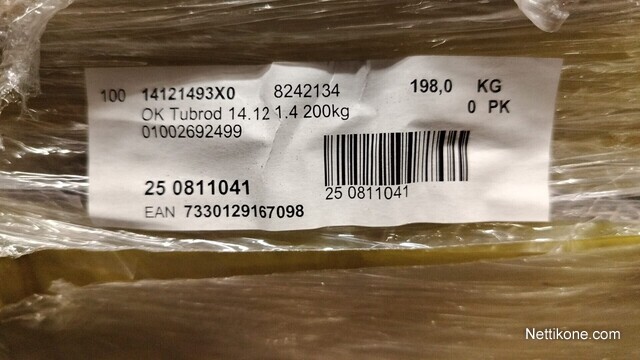 100 14121493X0 8242134 198,0 KG
OK Tubrod 14.12 1.4 200kg 0 PK
01002692499
25 0811041 25 0811041
EAN 7330129167098
Nettikone.com